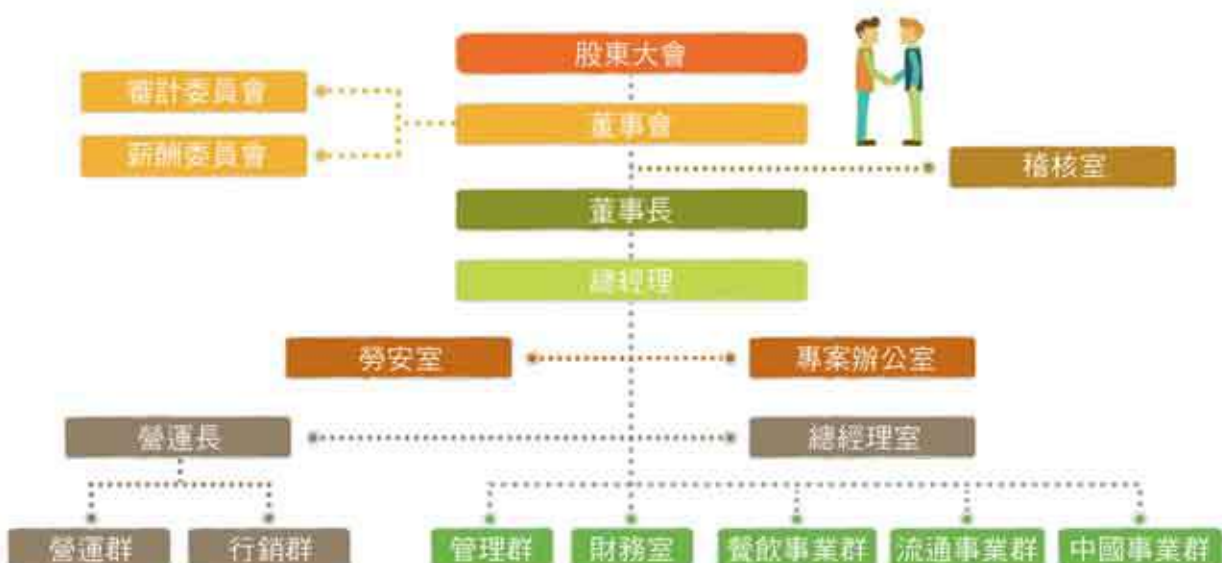 股東大會
審計委員會
董事會
薪酬委員會
稽核室
董事長
總經理
勞安室
專案辦公室
營運長
總經理室
營運群
行銷群
管理群
財務室
餐飲事業群
流通事業群
中國事業群